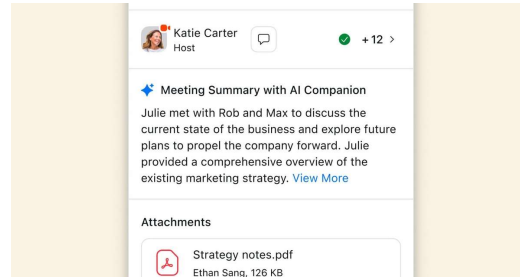 Katie Carter
Host
+12 >
Meeting Summary with AI Companion
Julie met with Rob and Max to discuss the
current state of the business and explore future
plans to propel the company forward. Julie
provided a comprehensive overview of the
existing marketing strategy. View More
Attachments
Strategy notes.pdf
Ethan Sang, 126 KB